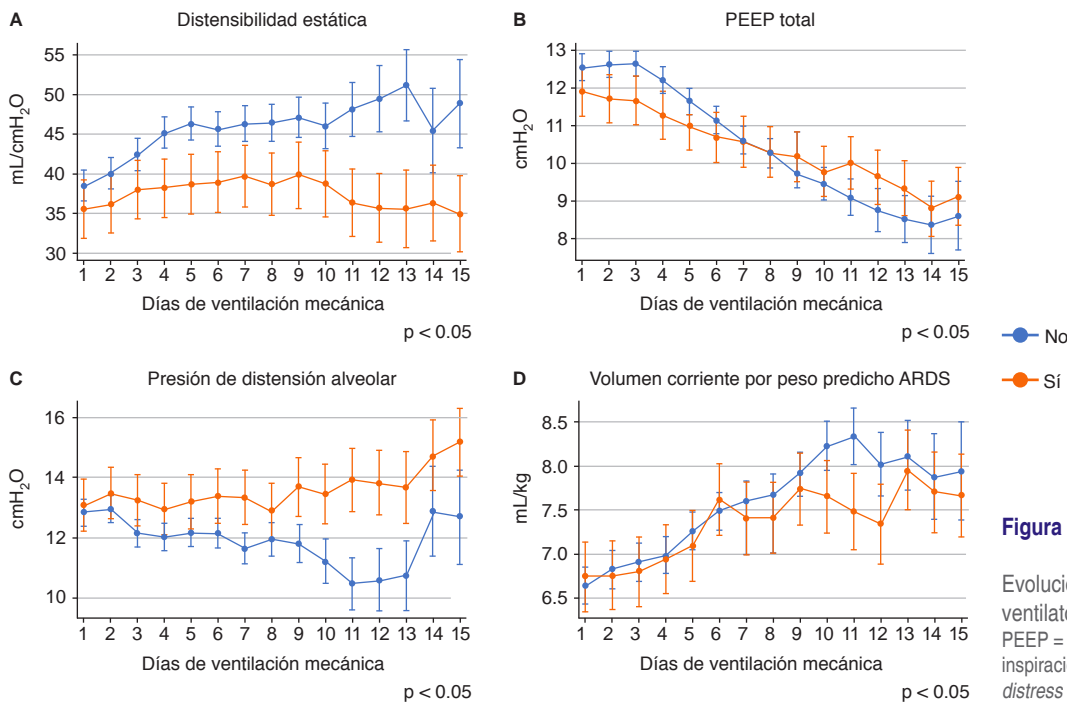 A Distensibilidad estática
mL/cmH2O
55
50
45
40
35
30
1 2 3 4 5 6 7 8 9 10 11 12 13 14 15
Días de ventilación mecánica
p < 0.05
B PEEP total
cmH2O
13
12
11
10
9
8
1 2 3 4 5 6 7 8 9 10 11 12 13 14 15
Días de ventilación mecánica
p < 0.05
C Presión de distensión alveolar
cmH2O
16
14
12
10
1 2 3 4 5 6 7 8 9 10 11 12 13 14 15
Días de ventilación mecánica
p < 0.05
D Volumen corriente por peso predicho ARDS
mL/kg
8.5
8.0
7.5
7.0
6.5
1 2 3 4 5 6 7 8 9 10 11 12 13 14 15
Días de ventilación mecánica
p < 0.05
No
Sí
Figura
Evolució
ventilato
PEEP =
inspiració
distress